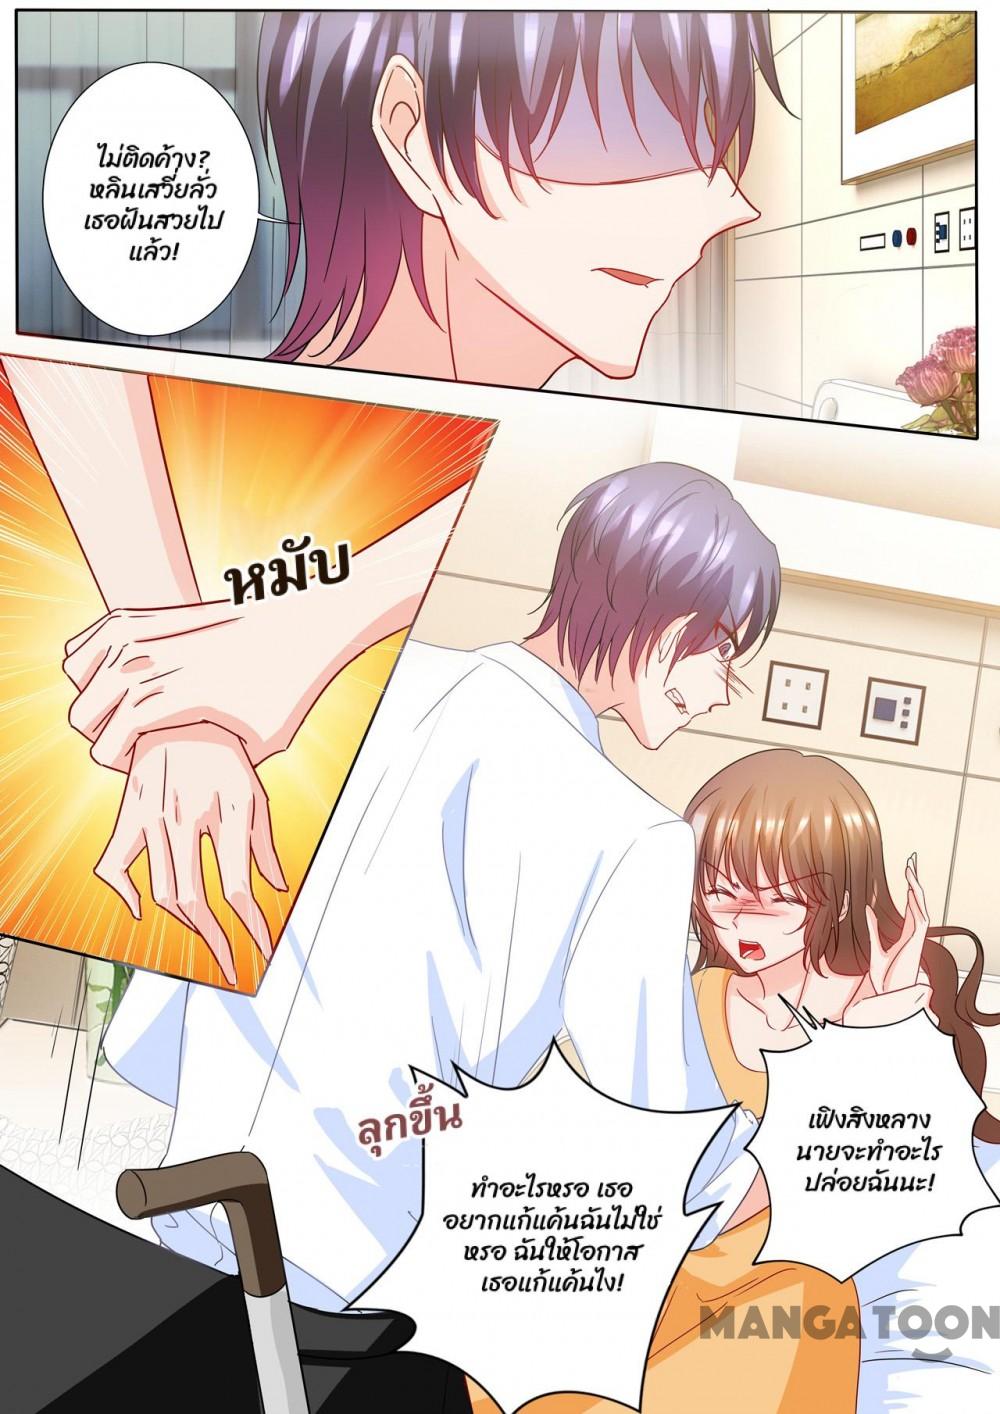 ไม่ติดค้าง?
หลินเสวี่ยลั่ว
เธอฝันสวยไป
แล้ว!
หมับ
เฟิงสิงหลาง
นายจะทำอะไร
ปล่อยฉันนะ!
ลุกขึ้น
ทำอะไรหรอ เธอ
อยากแก้แค้นฉันไม่ใช่
หรอ ฉันให้โอกาส
เธอแก้แค้นไง!
MANGATOON